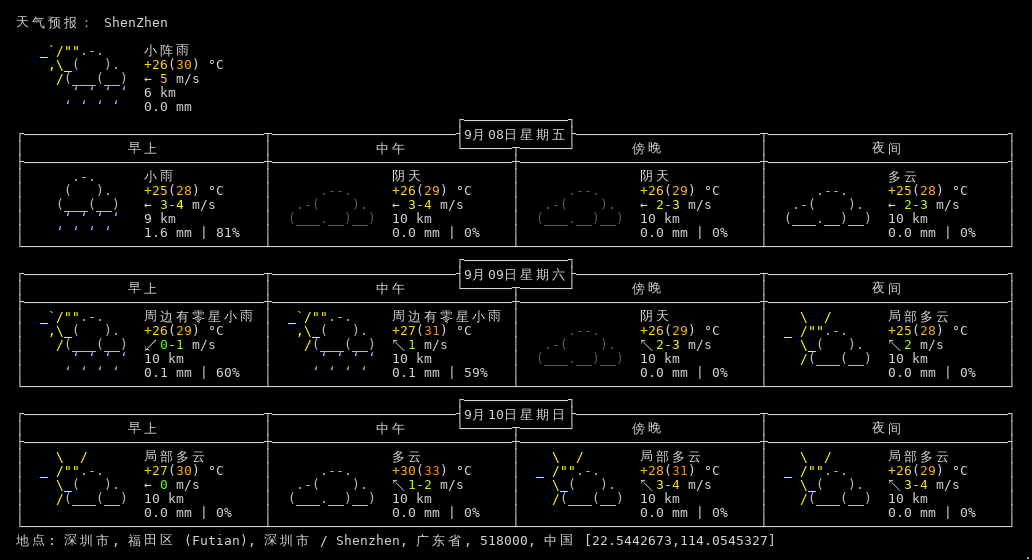 天气预报： ShenZhen
小阵雨
+26(30) °C
← 5 m/s
6 km
0.0 mm
9月08日星期五
早上 中午 傍晚 夜间
小雨 阴天 阴天 多云
+25(28) °C +26(29) °C +26(29) °C +25(28) °C
← 3-4 m/s ← 3-4 m/s ← 2-3 m/s ← 2-3 m/s
9 km 10 km 10 km 10 km
1.6 mm | 81% 0.0 mm | 0% 0.0 mm | 0% 0.0 mm | 0%
9月09日星期六
早上 中午 傍晚 夜间
周边有零星小雨 周边有零星小雨 阴天 局部多云
+26(29) °C +27(31) °C +26(29) °C +25(28) °C
↙ 0-1 m/s ↖ 1 m/s ↖ 2-3 m/s ↖ 2 m/s
10 km 10 km 10 km 10 km
0.1 mm | 60% 0.1 mm | 59% 0.0 mm | 0% 0.0 mm | 0%
9月10日星期日
早上 中午 傍晚 夜间
局部多云 多云 局部多云 局部多云
+27(30) °C +30(33) °C +28(31) °C +26(29) °C
← 0 m/s ↖ 1-2 m/s ↖ 3-4 m/s ↖ 3-4 m/s
10 km 10 km 10 km 10 km
0.0 mm | 0% 0.0 mm | 0% 0.0 mm | 0% 0.0 mm | 0%
地点: 深圳市, 福田区 (Futian), 深圳市 / Shenzhen, 广东省, 518000, 中国 [22.5442673,114.0545327]